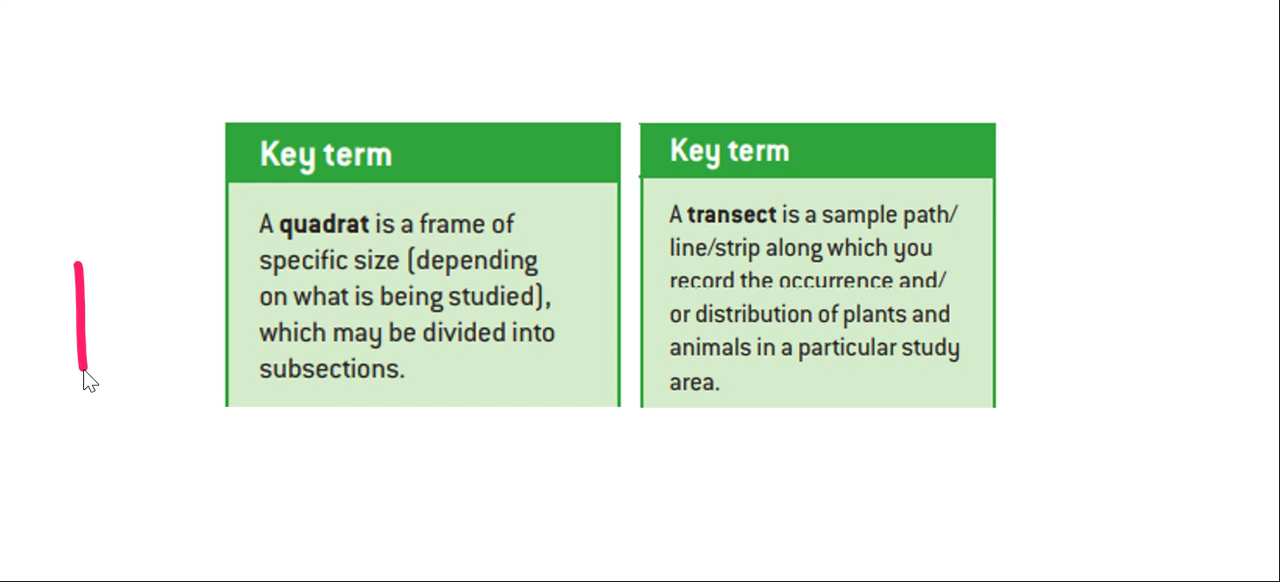 Key term
A quadrat is a frame of
specific size (depending
on what is being studied),
which may be divided into
subsections.
Key term
A transect is a sample path/
line/strip along which you
record the occurrence and/
or distribution of plants and
animals in a particular study
area.